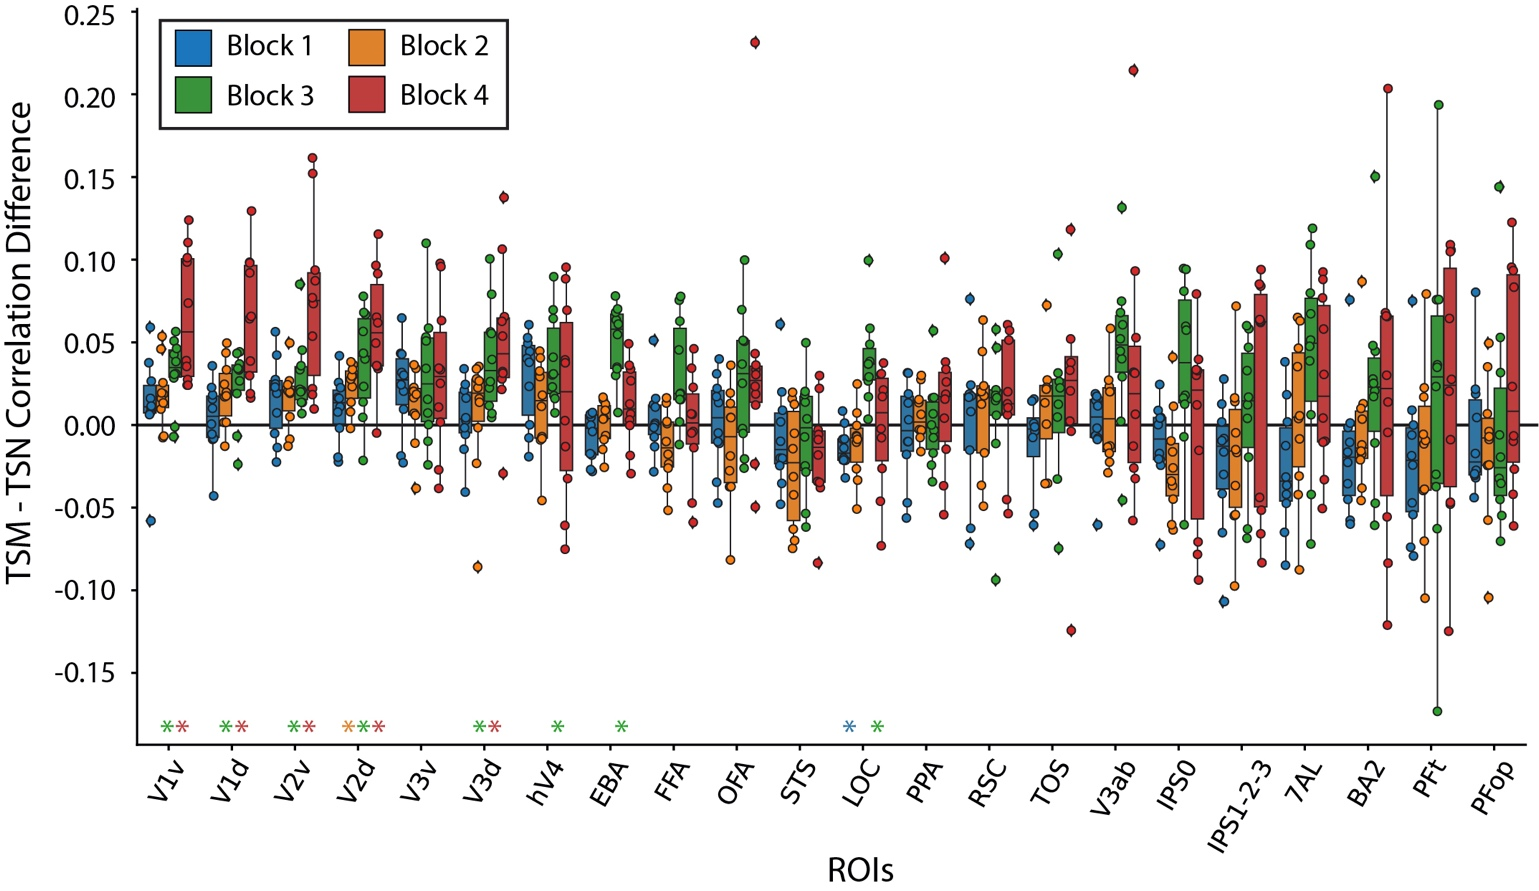 Block 1 Block 2
Block 3 Block 4
TSM - TSN Correlation Difference
0.25
0.20
0.15
0.10
0.05
0.00
-0.05
-0.10
-0.15
* * * * * * * * * * * * * * *
V1v V1d V2v V2d V3v V3d hV4 EBA FFA OFA STS LOC PPA RSC TOS V3ab IPS0 IPS1-2-3 7AL BA2 PFt PFop
ROIs